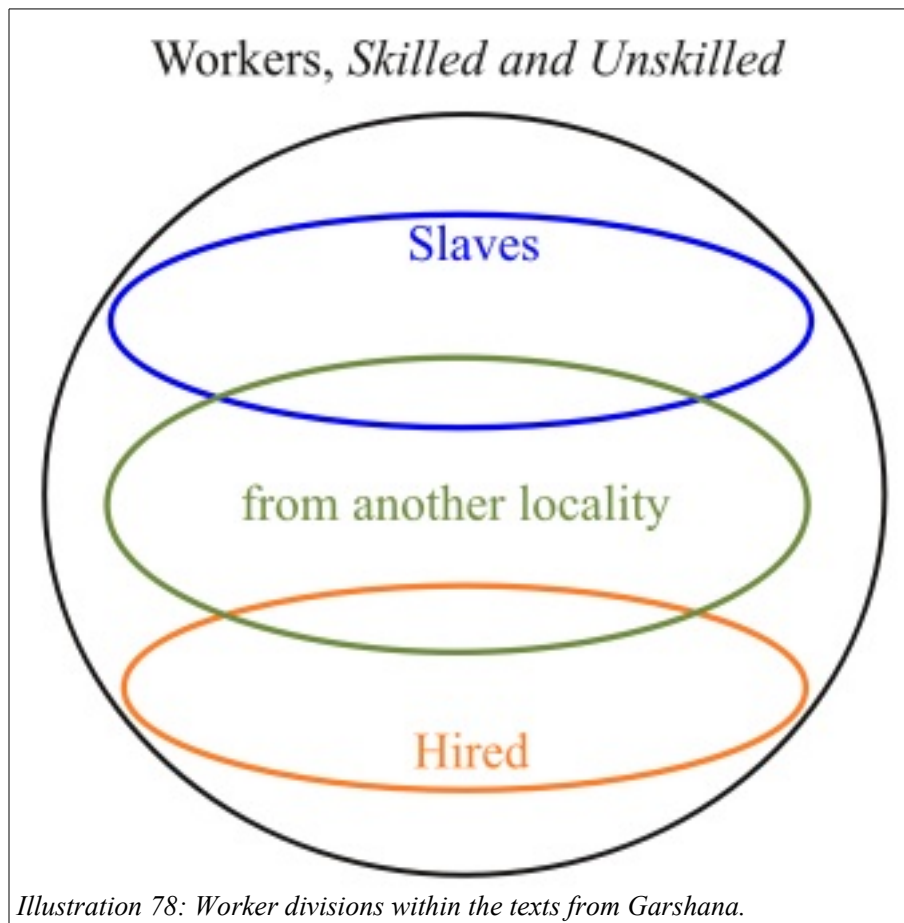 Workers, Skilled and Unskilled
Slaves
from another locality
Hired
Illustration 78: Worker divisions within the texts from Garshana.